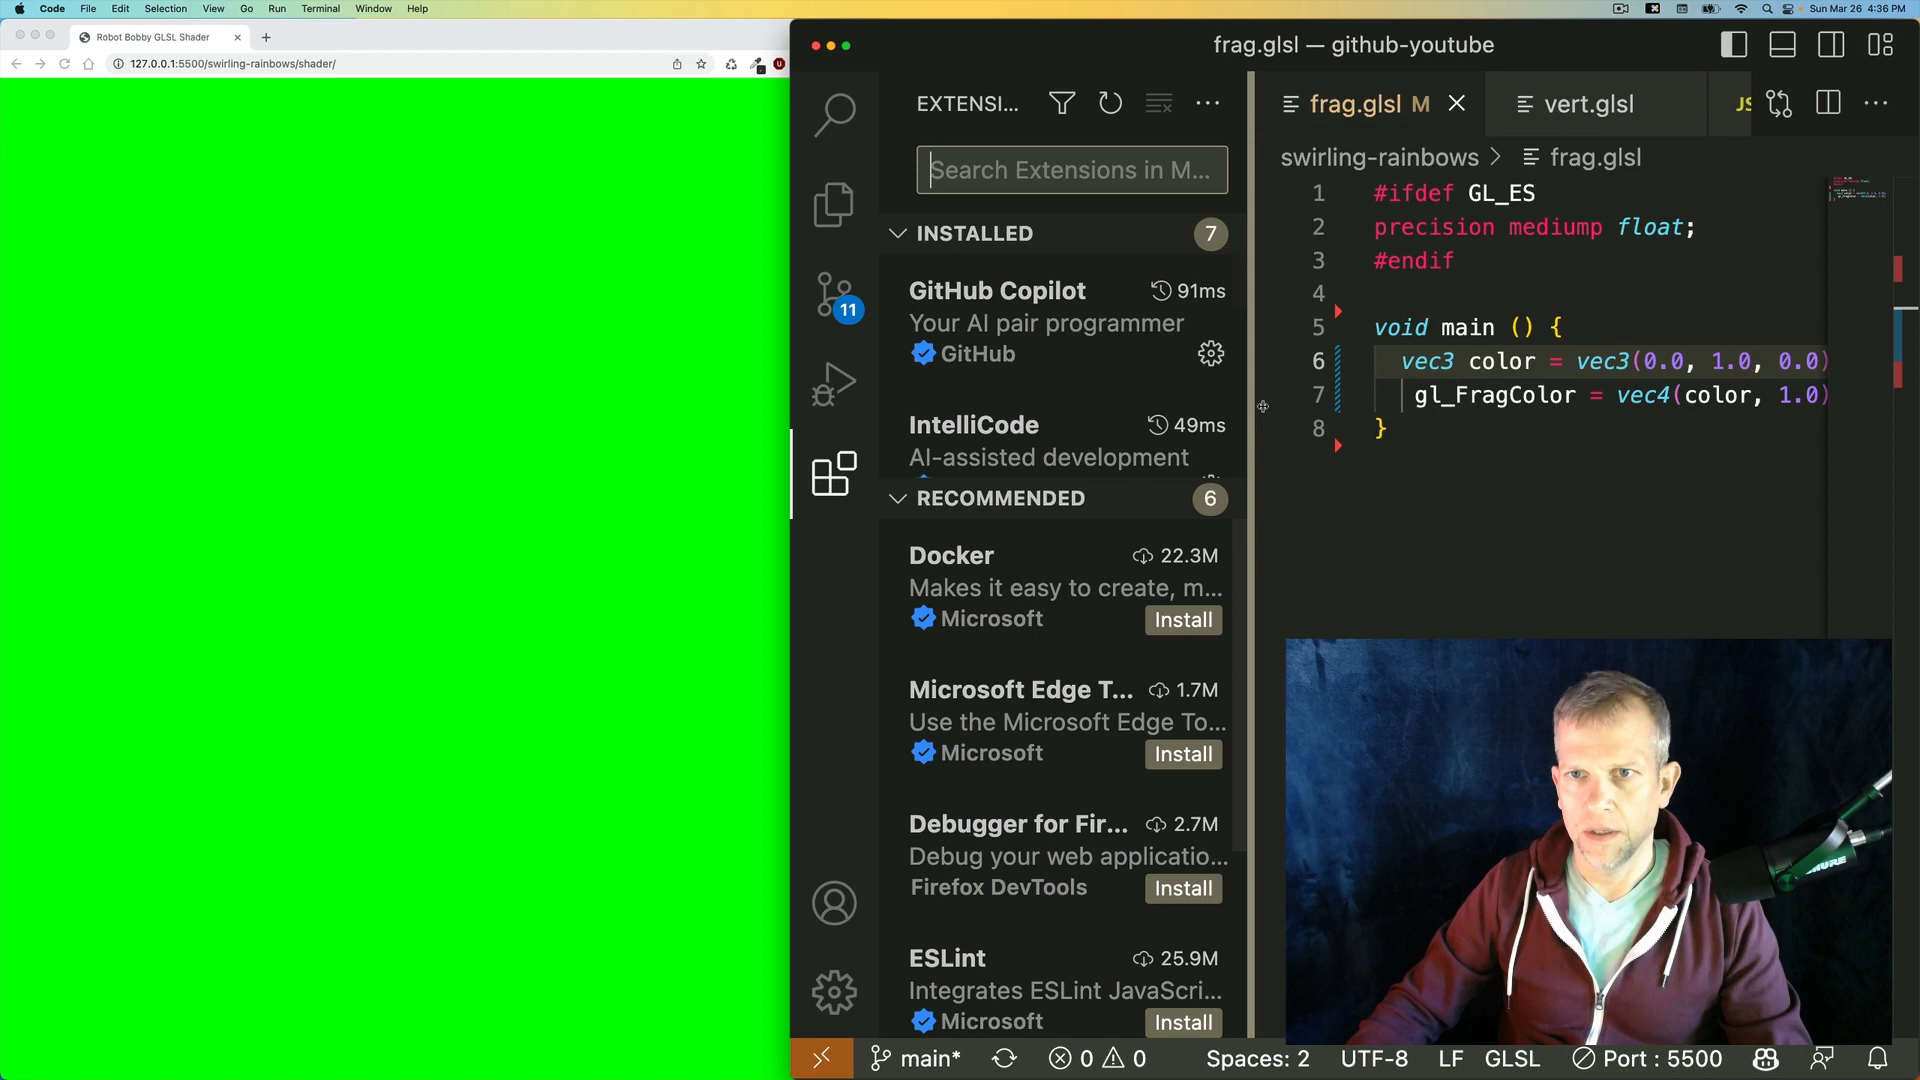 Code File Edit Selection View Go Run Terminal Window Help
Sun Mar 26 4:36 PM
Robot Bobby GLSL Shader
127.0.0.1:5500/swirling-rainbows/shader/
frag.glsl — github-youtube
EXTENSI...
Search Extensions in M...
INSTALLED 7
GitHub Copilot 91ms
Your AI pair programmer
GitHub
IntelliCode 49ms
AI-assisted development
RECOMMENDED 6
Docker 22.3M
Makes it easy to create, m...
Microsoft Install
Microsoft Edge T... 1.7M
Use the Microsoft Edge To...
Microsoft Install
Debugger for Fir... 2.7M
Debug your web applicatio...
Firefox DevTools Install
ESLint 25.9M
Integrates ESLint JavaScri...
Microsoft Install
11
frag.glsl M vert.glsl JS
swirling-rainbows > frag.glsl
1 #ifdef GL_ES
2 precision mediump float;
3 #endif
4
5 void main () {
6 vec3 color = vec3(0.0, 1.0, 0.0)
7 gl_FragColor = vec4(color, 1.0)
8 }
SHURE
main* 0 0 Spaces: 2 UTF-8 LF GLSL Port : 5500